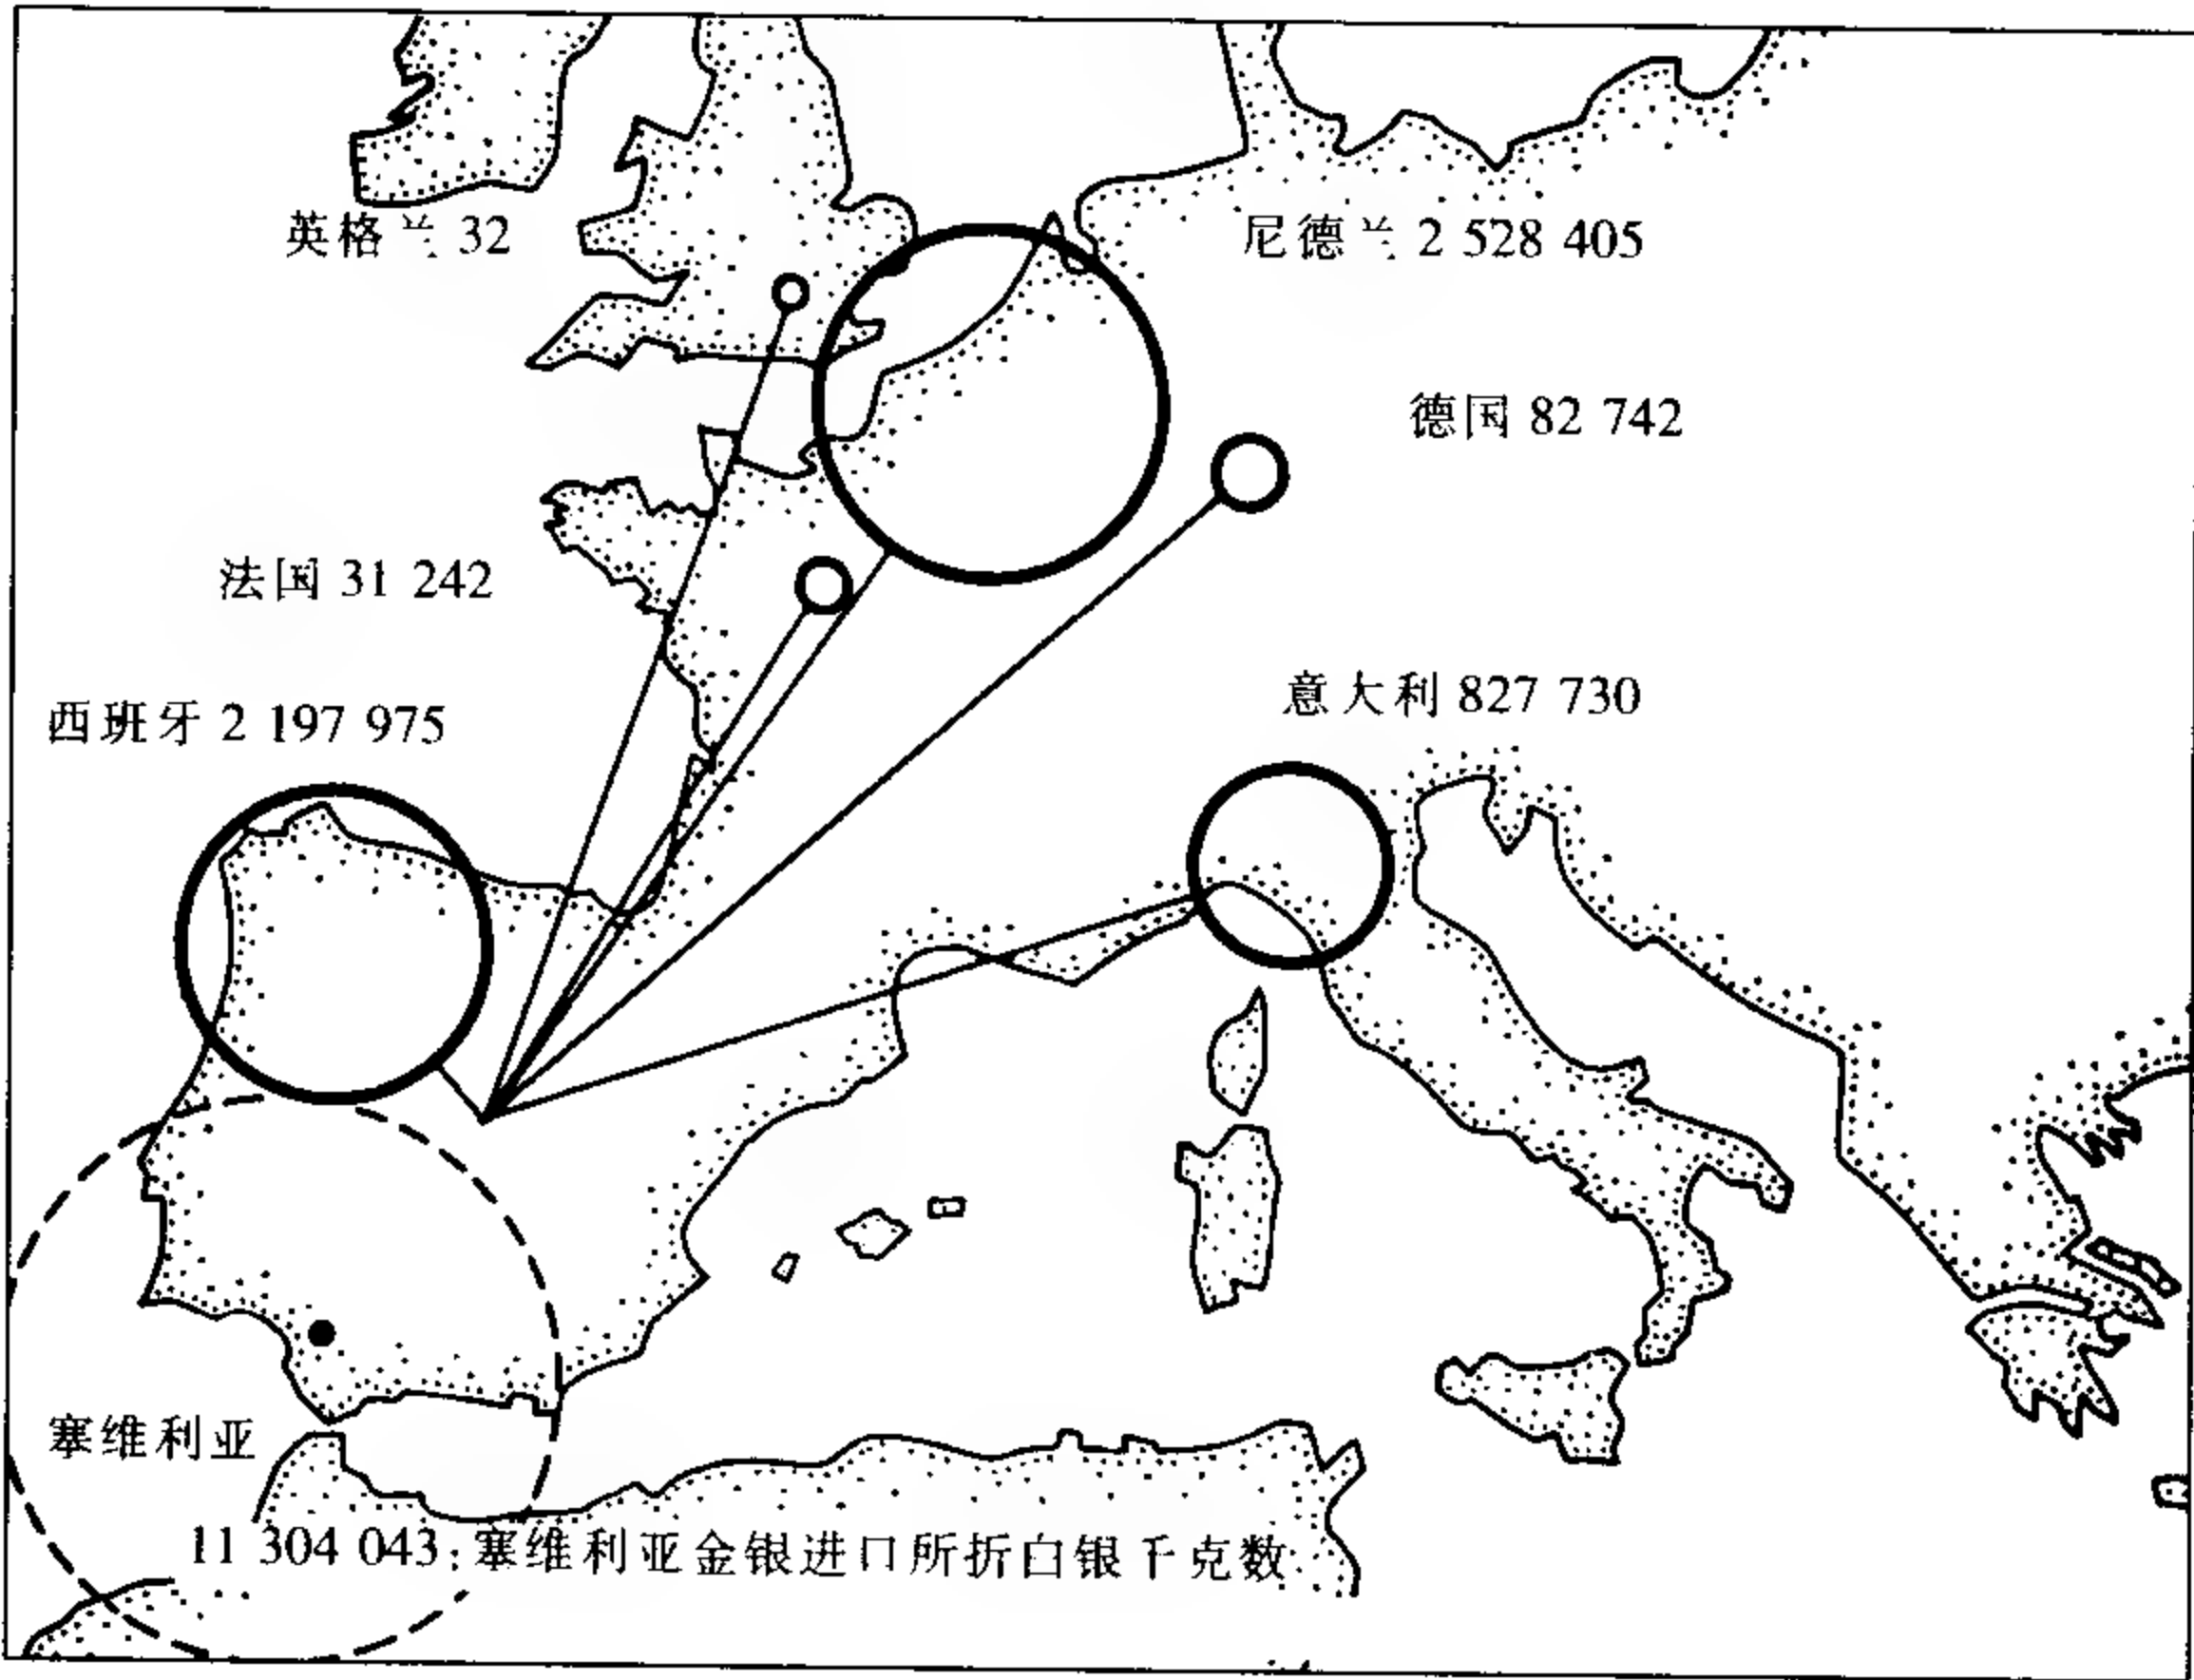 英格兰 32
尼德兰 2 528 405
德国 82 742
法国 31 242
意大利 827 730
西班牙 2 197 975
塞维利亚
11 304 043:塞维利亚金银进口所折白银千克数